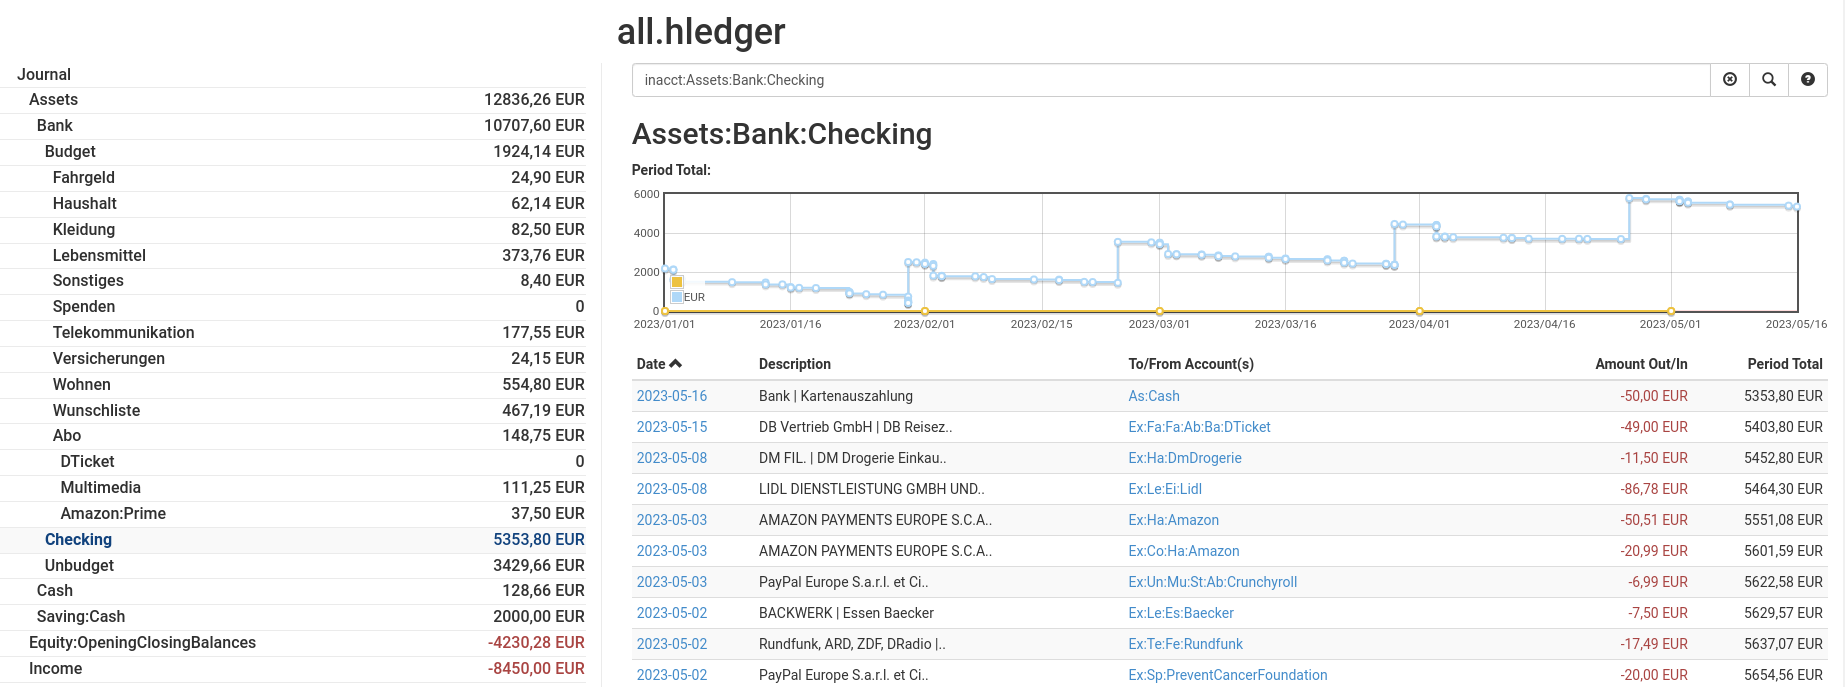 all.hledger
Journal
Assets 12836,26 EUR
Bank 10707,60 EUR
Budget 1924,14 EUR
Fahrgeld 24,90 EUR
Haushalt 62,14 EUR
Kleidung 82,50 EUR
Lebensmittel 373,76 EUR
Sonstiges 8,40 EUR
Spenden 0
Telekommunikation 177,55 EUR
Versicherungen 24,15 EUR
Wohnen 554,80 EUR
Wunschliste 467,19 EUR
Abo 148,75 EUR
DTicket 0
Multimedia 111,25 EUR
Amazon:Prime 37,50 EUR
Checking 5353,80 EUR
Unbudget 3429,66 EUR
Cash 128,66 EUR
Saving:Cash 2000,00 EUR
Equity:OpeningClosingBalances -4230,28 EUR
Income -8450,00 EUR
inacct:Assets:Bank:Checking
Assets:Bank:Checking
Period Total:
6000
4000
2000
0
EUR
2023/01/01 2023/01/16 2023/02/01 2023/02/15 2023/03/01 2023/03/16 2023/04/01 2023/04/16 2023/05/01 2023/05/16
Date Description To/From Account(s) Amount Out/In Period Total
2023-05-16 Bank | Kartenauszahlung As:Cash -50,00 EUR 5353,80 EUR
2023-05-15 DB Vertrieb GmbH | DB Reisez.. Ex:Fa:Fa:Ab:Ba:DTicket -49,00 EUR 5403,80 EUR
2023-05-08 DM FIL. | DM Drogerie Einkau.. Ex:Ha:DmDrogerie -11,50 EUR 5452,80 EUR
2023-05-08 LIDL DIENSTLEISTUNG GMBH UND.. Ex:Le:Ei:Lidl -86,78 EUR 5464,30 EUR
2023-05-03 AMAZON PAYMENTS EUROPE S.C.A.. Ex:Ha:Amazon -50,51 EUR 5551,08 EUR
2023-05-03 AMAZON PAYMENTS EUROPE S.C.A.. Ex:Co:Ha:Amazon -20,99 EUR 5601,59 EUR
2023-05-03 PayPal Europe S.a.r.l. et Ci.. Ex:Un:Mu:St:Ab:Crunchyroll -6,99 EUR 5622,58 EUR
2023-05-02 BACKWERK | Essen Baecker Ex:Le:Es:Baecker -7,50 EUR 5629,57 EUR
2023-05-02 Rundfunk, ARD, ZDF, DRadio |.. Ex:Te:Fe:Rundfunk -17,49 EUR 5637,07 EUR
2023-05-02 PayPal Europe S.a.r.l. et Ci.. Ex:Sp:PreventCancerFoundation -20,00 EUR 5654,56 EUR